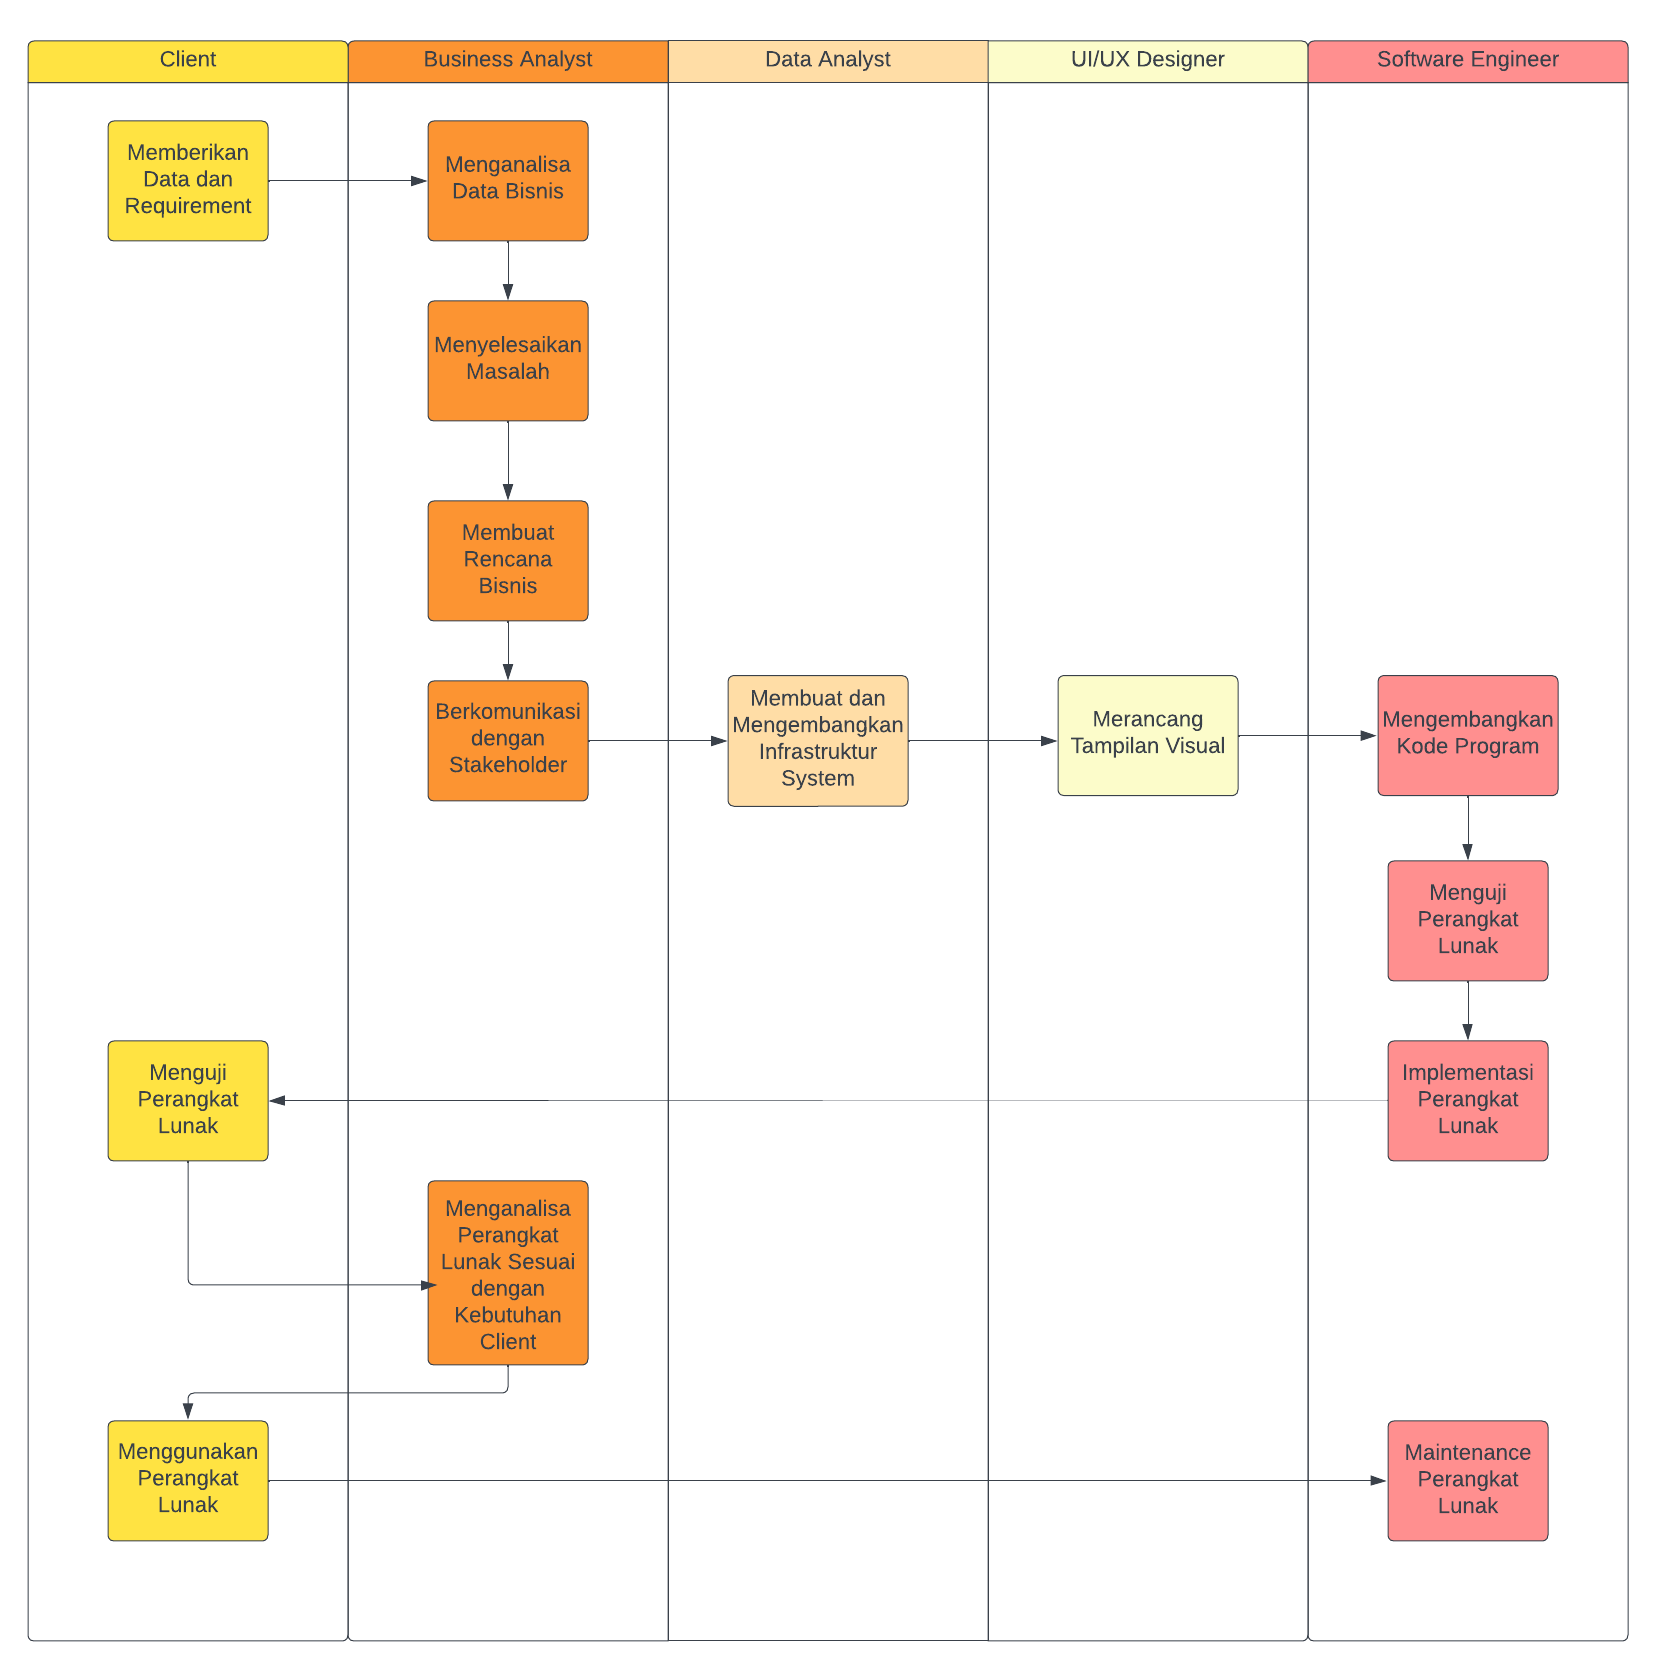 Client
Business Analyst
Data Analyst
UI/UX Designer
Software Engineer
Memberikan
Data dan
Requirement
Menganalisa
Data Bisnis
Menyelesaikan
Masalah
Membuat
Rencana
Bisnis
Berkomunikasi
dengan
Stakeholder
Membuat dan
Mengembangkan
Infrastruktur
System
Merancang
Tampilan Visual
Mengembangkan
Kode Program
Menguji
Perangkat
Lunak
Implementasi
Perangkat
Lunak
Menguji
Perangkat
Lunak
Menganalisa
Perangkat
Lunak Sesuai
dengan
Kebutuhan
Client
Menggunakan
Perangkat
Lunak
Maintenance
Perangkat
Lunak